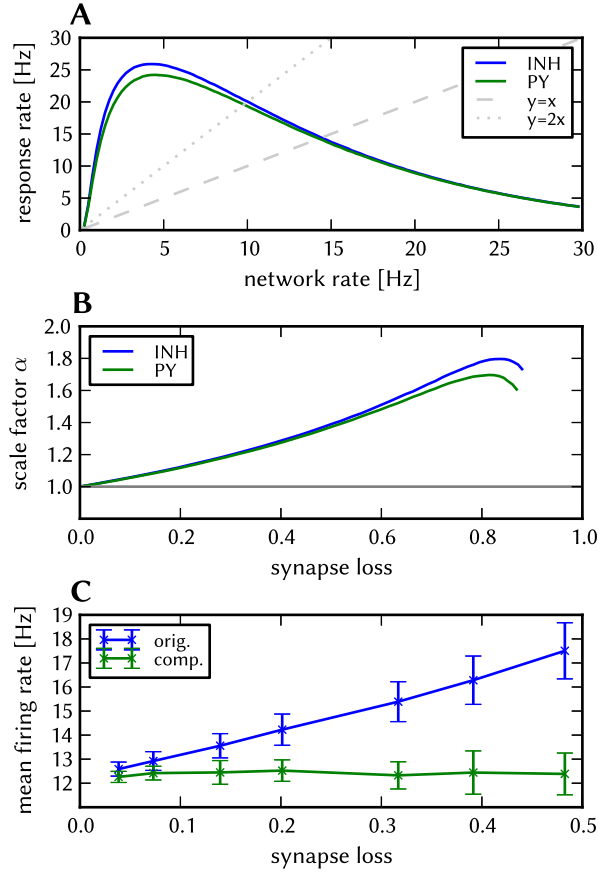 A
response rate [Hz]
30
25
20
15
10
5
0
INH
PY
y=x
y=2x
0 5 10 15 20 25 30
network rate [Hz]
B
scale factor α
2.0
1.8
1.6
1.4
1.2
1.0
INH
PY
0.0 0.2 0.4 0.6 0.8 1.0
synapse loss
C
mean firing rate [Hz]
19
18
17
16
15
14
13
12
orig.
comp.
0.0 0.1 0.2 0.3 0.4 0.5
synapse loss